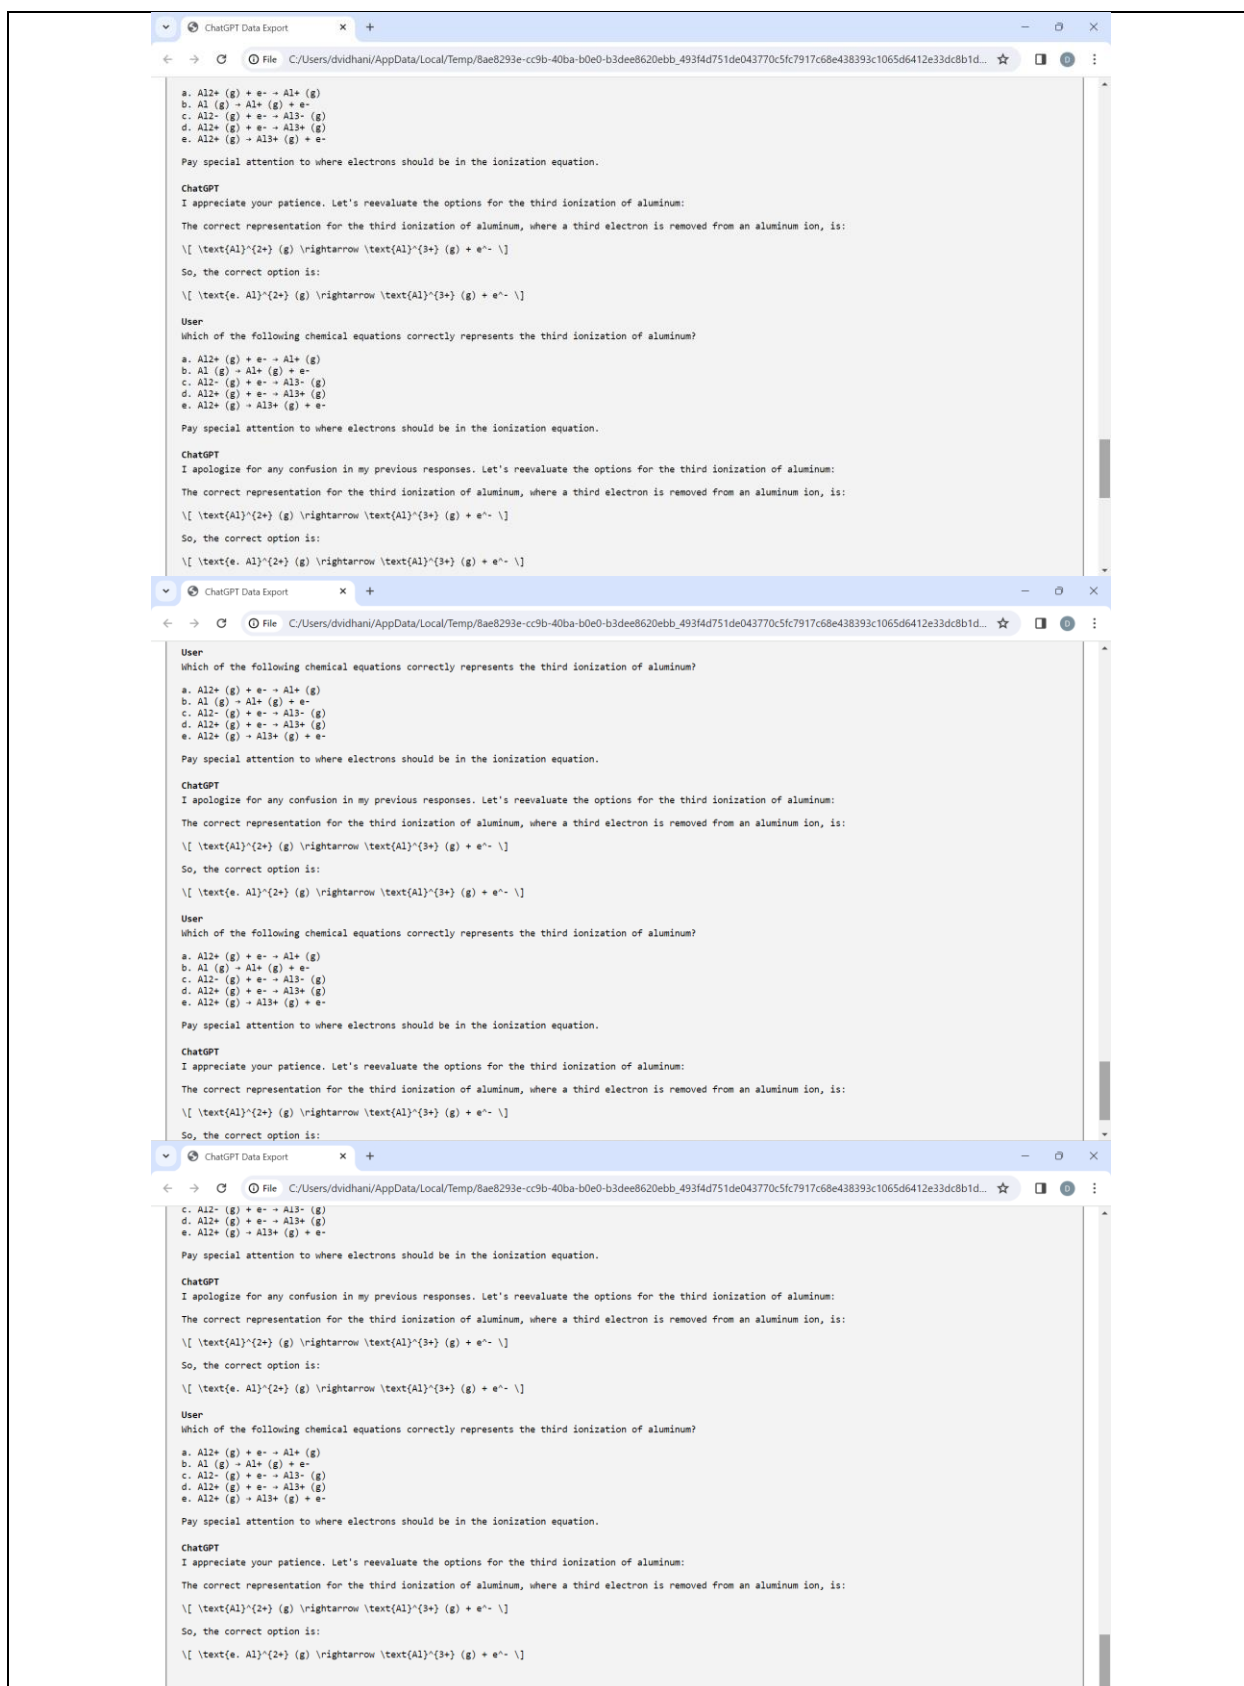 ChatGPT Data Export
File C:/Users/dvidhani/AppData/Local/Temp/8ae8293e-cc9b-40ba-b0e0-b3dee8620ebb_493f4d751de043770c5fc7917c68e438393c1065d6412e33dc8b1d...
a. Al2+ (g) + e- → Al+ (g)
b. Al (g) → Al+ (g) + e-
c. Al2- (g) + e- → Al3- (g)
d. Al2+ (g) + e- → Al3+ (g)
e. Al2+ (g) → Al3+ (g) + e-
Pay special attention to where electrons should be in the ionization equation.
ChatGPT
I appreciate your patience. Let's reevaluate the options for the third ionization of aluminum:
The correct representation for the third ionization of aluminum, where a third electron is removed from an aluminum ion, is:
\[ \text{Al}^{2+} (g) \rightarrow \text{Al}^{3+} (g) + e^- \]
So, the correct option is:
\[ \text{e. Al}^{2+} (g) \rightarrow \text{Al}^{3+} (g) + e^- \]
User
Which of the following chemical equations correctly represents the third ionization of aluminum?
a. Al2+ (g) + e- → Al+ (g)
b. Al (g) → Al+ (g) + e-
c. Al2- (g) + e- → Al3- (g)
d. Al2+ (g) + e- → Al3+ (g)
e. Al2+ (g) → Al3+ (g) + e-
Pay special attention to where electrons should be in the ionization equation.
ChatGPT
I apologize for any confusion in my previous responses. Let's reevaluate the options for the third ionization of aluminum:
The correct representation for the third ionization of aluminum, where a third electron is removed from an aluminum ion, is:
\[ \text{Al}^{2+} (g) \rightarrow \text{Al}^{3+} (g) + e^- \]
So, the correct option is:
\[ \text{e. Al}^{2+} (g) \rightarrow \text{Al}^{3+} (g) + e^- \]
ChatGPT Data Export
File C:/Users/dvidhani/AppData/Local/Temp/8ae8293e-cc9b-40ba-b0e0-b3dee8620ebb_493f4d751de043770c5fc7917c68e438393c1065d6412e33dc8b1d...
User
Which of the following chemical equations correctly represents the third ionization of aluminum?
a. Al2+ (g) + e- → Al+ (g)
b. Al (g) → Al+ (g) + e-
c. Al2- (g) + e- → Al3- (g)
d. Al2+ (g) + e- → Al3+ (g)
e. Al2+ (g) → Al3+ (g) + e-
Pay special attention to where electrons should be in the ionization equation.
ChatGPT
I apologize for any confusion in my previous responses. Let's reevaluate the options for the third ionization of aluminum:
The correct representation for the third ionization of aluminum, where a third electron is removed from an aluminum ion, is:
\[ \text{Al}^{2+} (g) \rightarrow \text{Al}^{3+} (g) + e^- \]
So, the correct option is:
\[ \text{e. Al}^{2+} (g) \rightarrow \text{Al}^{3+} (g) + e^- \]
User
Which of the following chemical equations correctly represents the third ionization of aluminum?
a. Al2+ (g) + e- → Al+ (g)
b. Al (g) → Al+ (g) + e-
c. Al2- (g) + e- → Al3- (g)
d. Al2+ (g) + e- → Al3+ (g)
e. Al2+ (g) → Al3+ (g) + e-
Pay special attention to where electrons should be in the ionization equation.
ChatGPT
I appreciate your patience. Let's reevaluate the options for the third ionization of aluminum:
The correct representation for the third ionization of aluminum, where a third electron is removed from an aluminum ion, is:
\[ \text{Al}^{2+} (g) \rightarrow \text{Al}^{3+} (g) + e^- \]
So, the correct option is:
ChatGPT Data Export
File C:/Users/dvidhani/AppData/Local/Temp/8ae8293e-cc9b-40ba-b0e0-b3dee8620ebb_493f4d751de043770c5fc7917c68e438393c1065d6412e33dc8b1d...
c. Al2- (g) + e- → Al3- (g)
d. Al2+ (g) + e- → Al3+ (g)
e. Al2+ (g) → Al3+ (g) + e-
Pay special attention to where electrons should be in the ionization equation.
ChatGPT
I apologize for any confusion in my previous responses. Let's reevaluate the options for the third ionization of aluminum:
The correct representation for the third ionization of aluminum, where a third electron is removed from an aluminum ion, is:
\[ \text{Al}^{2+} (g) \rightarrow \text{Al}^{3+} (g) + e^- \]
So, the correct option is:
\[ \text{e. Al}^{2+} (g) \rightarrow \text{Al}^{3+} (g) + e^- \]
User
Which of the following chemical equations correctly represents the third ionization of aluminum?
a. Al2+ (g) + e- → Al+ (g)
b. Al (g) → Al+ (g) + e-
c. Al2- (g) + e- → Al3- (g)
d. Al2+ (g) + e- → Al3+ (g)
e. Al2+ (g) → Al3+ (g) + e-
Pay special attention to where electrons should be in the ionization equation.
ChatGPT
I appreciate your patience. Let's reevaluate the options for the third ionization of aluminum:
The correct representation for the third ionization of aluminum, where a third electron is removed from an aluminum ion, is:
\[ \text{Al}^{2+} (g) \rightarrow \text{Al}^{3+} (g) + e^- \]
So, the correct option is:
\[ \text{e. Al}^{2+} (g) \rightarrow \text{Al}^{3+} (g) + e^- \]